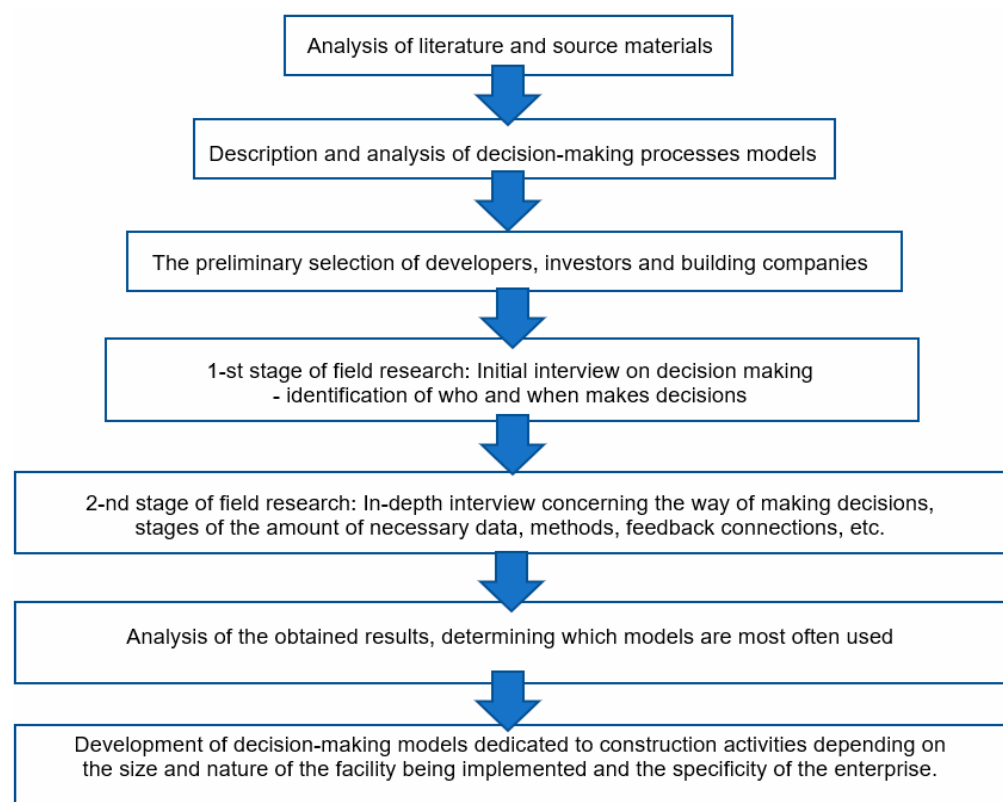 Analysis of literature and source materials
Description and analysis of decision-making processes models
The preliminary selection of developers, investors and building companies
1-st stage of field research: Initial interview on decision making
- identification of who and when makes decisions
2-nd stage of field research: In-depth interview concerning the way of making decisions,
stages of the amount of necessary data, methods, feedback connections, etc.
Analysis of the obtained results, determining which models are most often used
Development of decision-making models dedicated to construction activities depending on
the size and nature of the facility being implemented and the specificity of the enterprise.